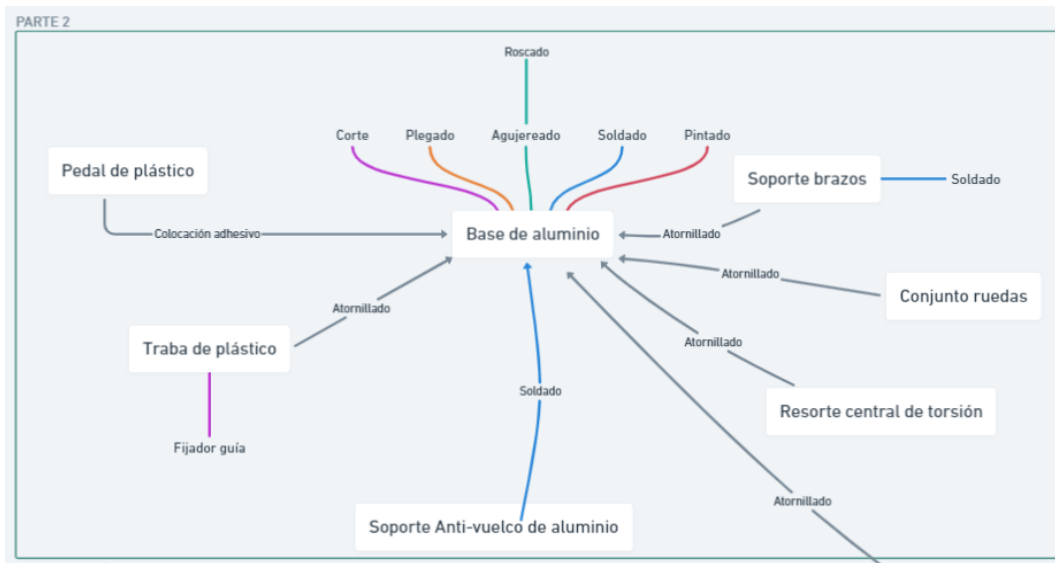 PARTE 2
Roscado
Corte
Plegado
Agujereado
Soldado
Pintado
Pedal de plástico
Soporte brazos
Soldado
Colocación adhesivo
Base de aluminio
Atornillado
Atornillado
Conjunto ruedas
Atornillado
Traba de plástico
Atornillado
Soldado
Resorte central de torsión
Fijador guía
Atornillado
Soporte Anti-vuelco de aluminio